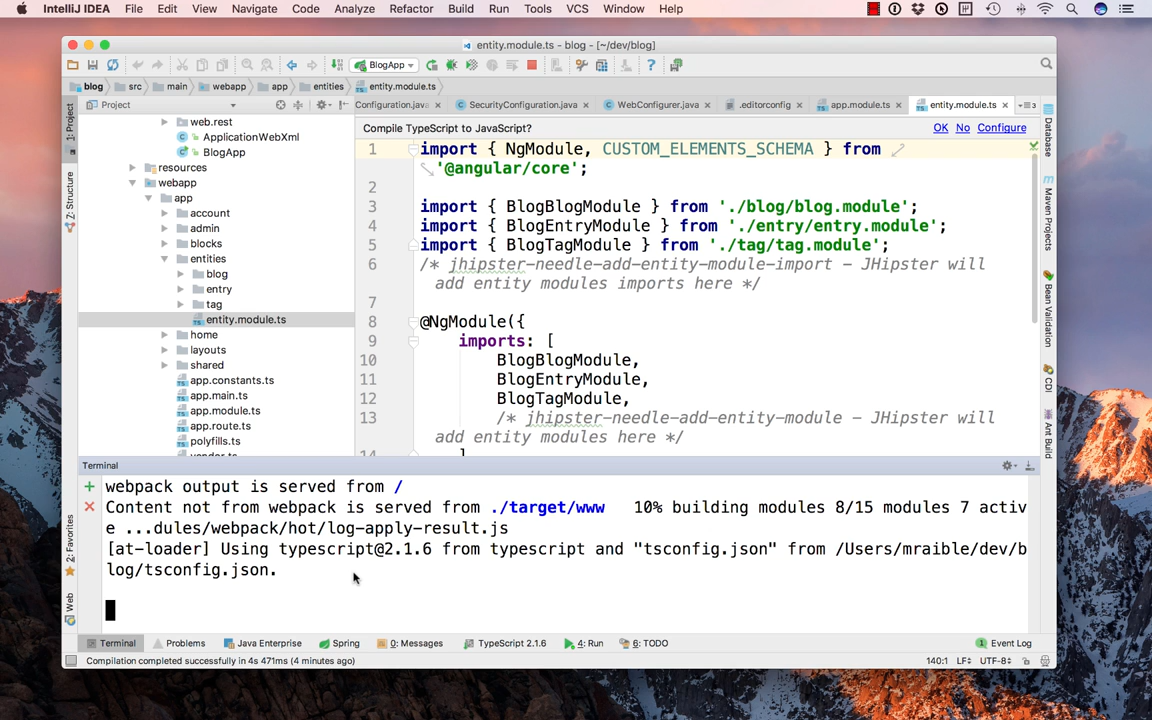 IntelliJ IDEA File Edit View Navigate Code Analyze Refactor Build Run Tools VCS Window Help
entity.module.ts - blog - [~/dev/blog]
BlogApp
blog src main webapp app entities entity.module.ts
Project
Configuration.java SecurityConfiguration.java WebConfigurer.java .editorconfig app.module.ts entity.module.ts
Compile TypeScript to JavaScript? OK No Configure
web.rest
ApplicationWebXml
BlogApp
resources
webapp
app
account
admin
blocks
entities
blog
entry
tag
entity.module.ts
home
layouts
shared
app.constants.ts
app.main.ts
app.module.ts
app.route.ts
polyfills.ts
vendor.ts
1 import { NgModule, CUSTOM_ELEMENTS_SCHEMA } from
'@angular/core';
2
3 import { BlogBlogModule } from './blog/blog.module';
4 import { BlogEntryModule } from './entry/entry.module';
5 import { BlogTagModule } from './tag/tag.module';
6 /* jhipster-needle-add-entity-module-import - JHipster will
add entity modules imports here */
7
8 @NgModule({
9 imports: [
10 BlogBlogModule,
11 BlogEntryModule,
12 BlogTagModule,
13 /* jhipster-needle-add-entity-module - JHipster will
add entity modules here */
14 ]
1: Project
7: Structure
2: Favorites
Web
Database
Maven Projects
Bean Validation
CDI
Ant Build
Terminal
webpack output is served from /
Content not from webpack is served from ./target/www 10% building modules 8/15 modules 7 activ
e ...dules/webpack/hot/log-apply-result.js
[at-loader] Using typescript@2.1.6 from typescript and "tsconfig.json" from /Users/mraible/dev/b
log/tsconfig.json.
Terminal Problems Java Enterprise Spring 0: Messages TypeScript 2.1.6 4: Run 6: TODO 1 Event Log
Compilation completed successfully in 4s 471ms (4 minutes ago) 140:1 LF UTF-8